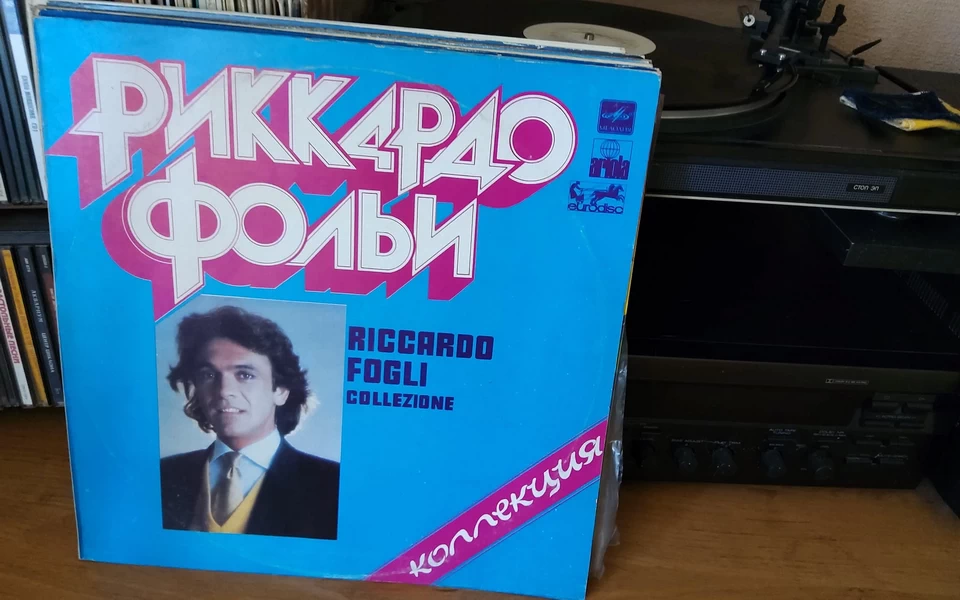 РИККАРДО
ФОЛЬИ
МЕЛОДИЯ
ariola
eurodisc
RICCARDO
FOGLI
COLLEZIONE
коллекция
СТОП ЭП